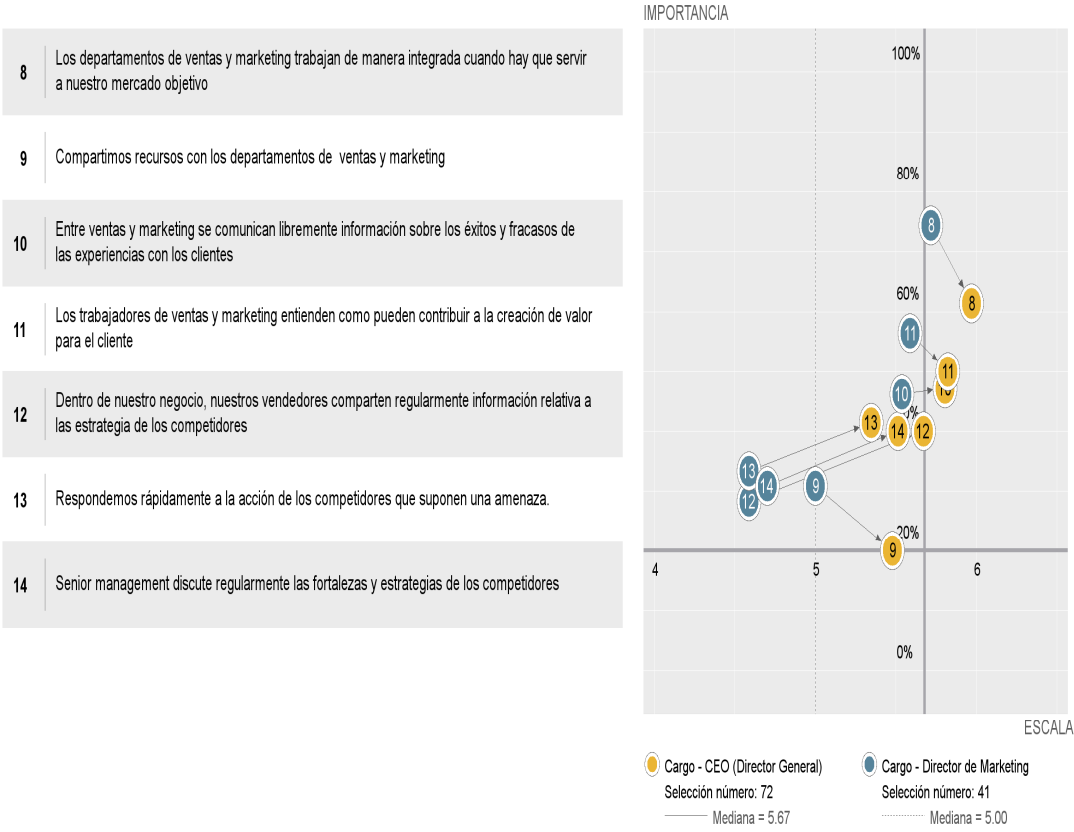 IMPORTANCIA
8
Los departamentos de ventas y marketing trabajan de manera integrada cuando hay que servir
a nuestro mercado objetivo
9
Compartimos recursos con los departamentos de ventas y marketing
10
Entre ventas y marketing se comunican libremente información sobre los éxitos y fracasos de
las experiencias con los clientes
11
Los trabajadores de ventas y marketing entienden como pueden contribuir a la creación de valor
para el cliente
12
Dentro de nuestro negocio, nuestros vendedores comparten regularmente información relativa a
las estrategia de los competidores
13
Respondemos rápidamente a la acción de los competidores que suponen una amenaza.
14
Senior management discute regularmente las fortalezas y estrategias de los competidores
100%
80%
8
60%
8
11
11
10
13
14
12
13
14
9
12
20%
9
4
5
6
0%
ESCALA
Cargo - CEO (Director General)
Selección número: 72
Mediana = 5.67
Cargo - Director de Marketing
Selección número: 41
Mediana = 5.00